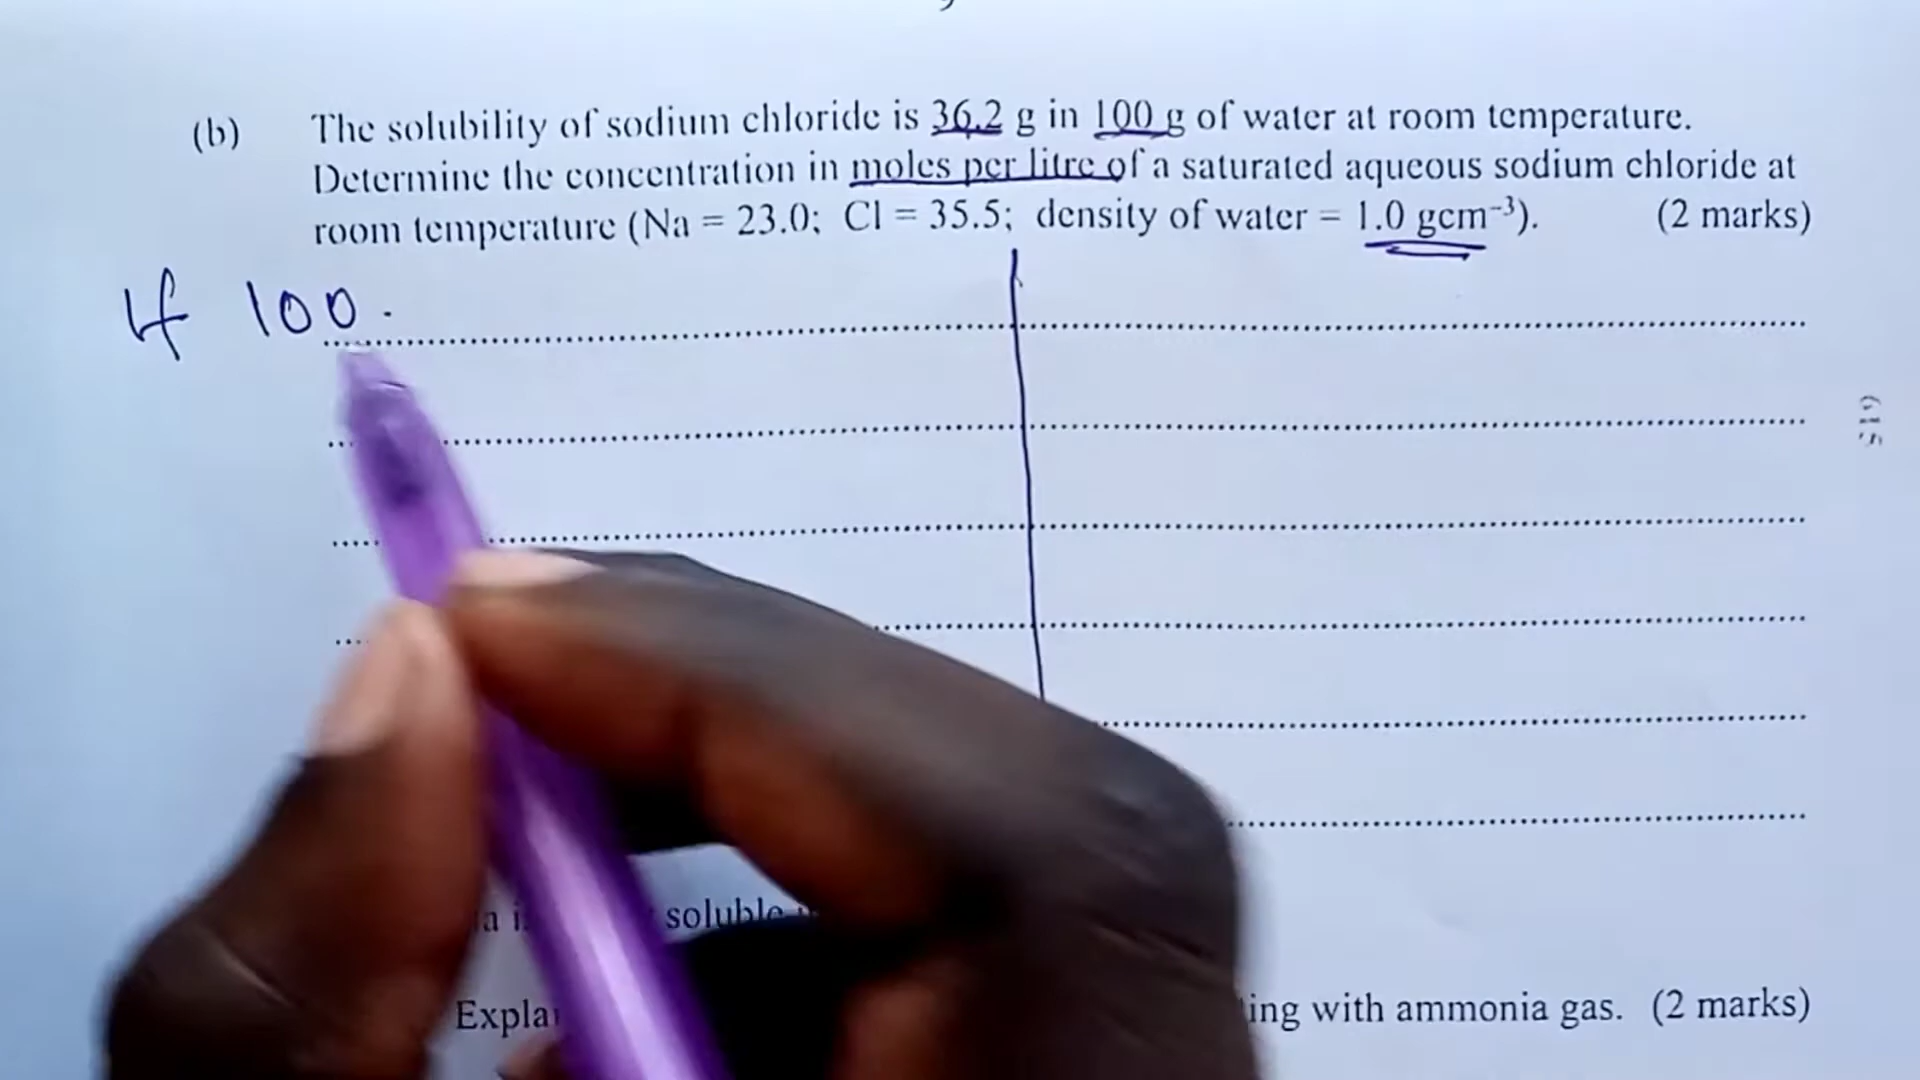 (b) The solubility of sodium chloride is 36.2 g in 100 g of water at room temperature.
Determine the concentration in moles per litre of a saturated aqueous sodium chloride at
room temperature (Na = 23.0; Cl = 35.5; density of water = 1.0 gcm⁻³). (2 marks)
If 100.
615
soluble
ing with ammonia gas. (2 marks)